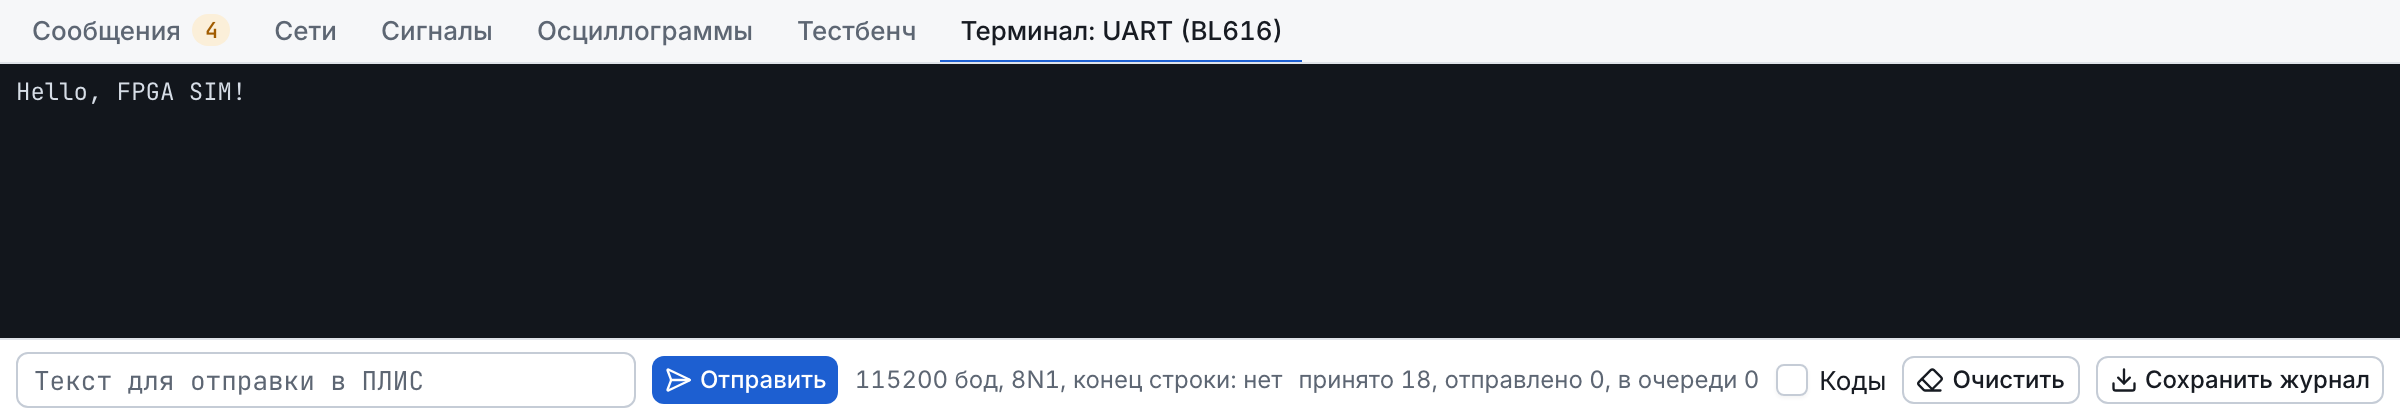 Сообщения 4 Сети Сигналы Осциллограммы Тестбенч Терминал: UART (BL616)
Hello, FPGA SIM!
Текст для отправки в ПЛИС Отправить 115200 бод, 8N1, конец строки: нет принято 18, отправлено 0, в очереди 0 Коды Очистить Сохранить журнал